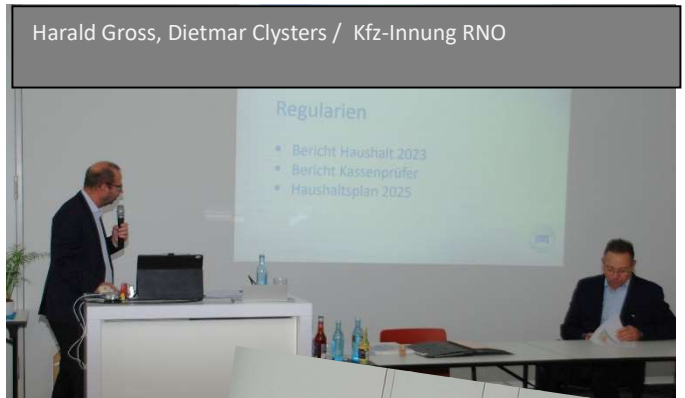 Harald Gross, Dietmar Clysters / Kfz-Innung RNO
Regularien
• Bericht Haushalt 2023
• Bericht Kassenprüfer
• Haushaltsplan 2025